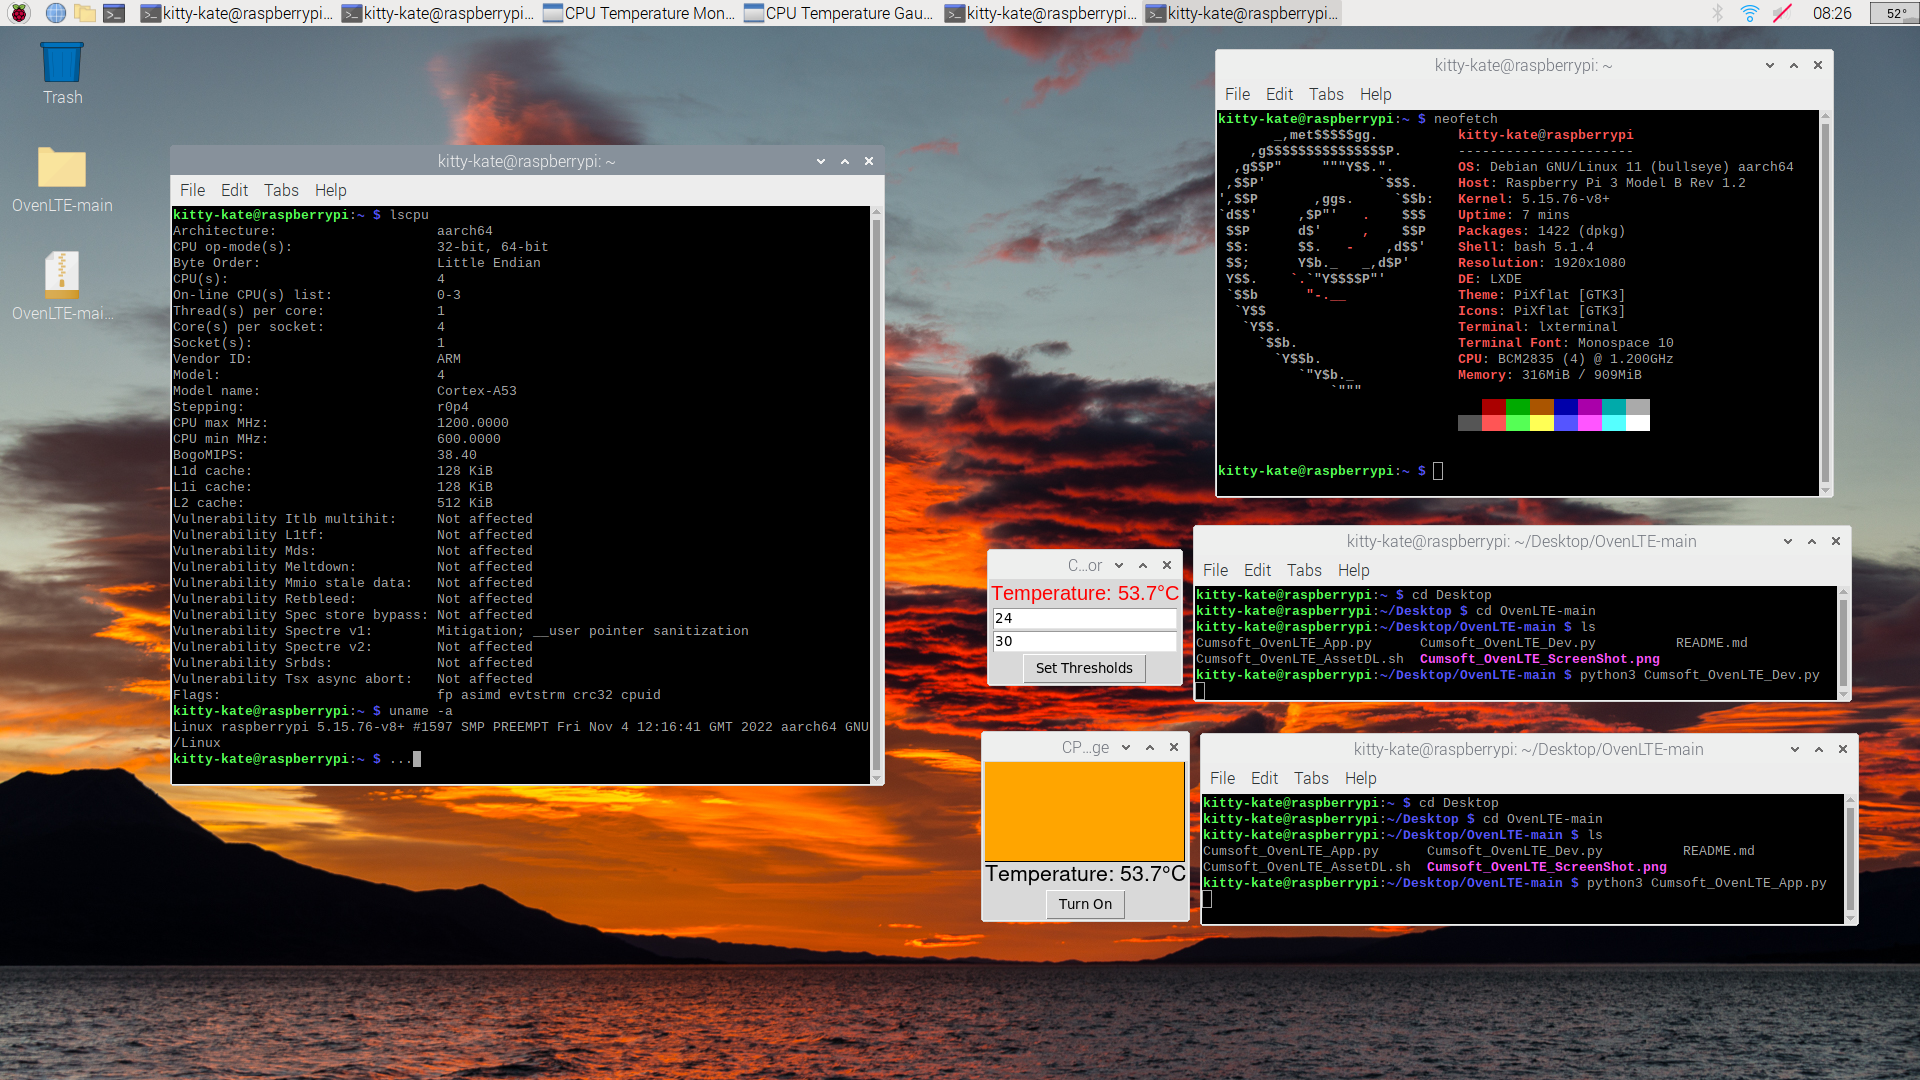 kitty-kate@raspberrypi...
kitty-kate@raspberrypi...
CPU Temperature Mon...
CPU Temperature Gau...
kitty-kate@raspberrypi...
kitty-kate@raspberrypi...
08:26
52°
Trash
OvenLTE-main
OvenLTE-mai...
kitty-kate@raspberrypi: ~
File Edit Tabs Help
kitty-kate@raspberrypi:~ $ lscpu
Architecture: aarch64
CPU op-mode(s): 32-bit, 64-bit
Byte Order: Little Endian
CPU(s): 4
On-line CPU(s) list: 0-3
Thread(s) per core: 1
Core(s) per socket: 4
Socket(s): 1
Vendor ID: ARM
Model: 4
Model name: Cortex-A53
Stepping: r0p4
CPU max MHz: 1200.0000
CPU min MHz: 600.0000
BogoMIPS: 38.40
L1d cache: 128 KiB
L1i cache: 128 KiB
L2 cache: 512 KiB
Vulnerability Itlb multihit: Not affected
Vulnerability L1tf: Not affected
Vulnerability Mds: Not affected
Vulnerability Meltdown: Not affected
Vulnerability Mmio stale data: Not affected
Vulnerability Retbleed: Not affected
Vulnerability Spec store bypass: Not affected
Vulnerability Spectre v1: Mitigation; __user pointer sanitization
Vulnerability Spectre v2: Not affected
Vulnerability Srbds: Not affected
Vulnerability Tsx async abort: Not affected
Flags: fp asimd evtstrm crc32 cpuid
kitty-kate@raspberrypi:~ $ uname -a
Linux raspberrypi 5.15.76-v8+ #1597 SMP PREEMPT Fri Nov 4 12:16:41 GMT 2022 aarch64 GNU
/Linux
kitty-kate@raspberrypi:~ $ ...
kitty-kate@raspberrypi: ~
File Edit Tabs Help
kitty-kate@raspberrypi:~ $ neofetch
kitty-kate@raspberrypi
----------------------
OS: Debian GNU/Linux 11 (bullseye) aarch64
Host: Raspberry Pi 3 Model B Rev 1.2
Kernel: 5.15.76-v8+
Uptime: 7 mins
Packages: 1422 (dpkg)
Shell: bash 5.1.4
Resolution: 1920x1080
DE: LXDE
Theme: PiXflat [GTK3]
Icons: PiXflat [GTK3]
Terminal: lxterminal
Terminal Font: Monospace 10
CPU: BCM2835 (4) @ 1.200GHz
Memory: 316MiB / 909MiB
kitty-kate@raspberrypi:~ $
C...or
Temperature: 53.7°C
24
30
Set Thresholds
kitty-kate@raspberrypi: ~/Desktop/OvenLTE-main
File Edit Tabs Help
kitty-kate@raspberrypi:~ $ cd Desktop
kitty-kate@raspberrypi:~/Desktop $ cd OvenLTE-main
kitty-kate@raspberrypi:~/Desktop/OvenLTE-main $ ls
Cumsoft_OvenLTE_App.py Cumsoft_OvenLTE_Dev.py README.md
Cumsoft_OvenLTE_AssetDL.sh Cumsoft_OvenLTE_ScreenShot.png
kitty-kate@raspberrypi:~/Desktop/OvenLTE-main $ python3 Cumsoft_OvenLTE_Dev.py
CP...ge
Temperature: 53.7°C
Turn On
kitty-kate@raspberrypi: ~/Desktop/OvenLTE-main
File Edit Tabs Help
kitty-kate@raspberrypi:~ $ cd Desktop
kitty-kate@raspberrypi:~/Desktop $ cd OvenLTE-main
kitty-kate@raspberrypi:~/Desktop/OvenLTE-main $ ls
Cumsoft_OvenLTE_App.py Cumsoft_OvenLTE_Dev.py README.md
Cumsoft_OvenLTE_AssetDL.sh Cumsoft_OvenLTE_ScreenShot.png
kitty-kate@raspberrypi:~/Desktop/OvenLTE-main $ python3 Cumsoft_OvenLTE_App.py